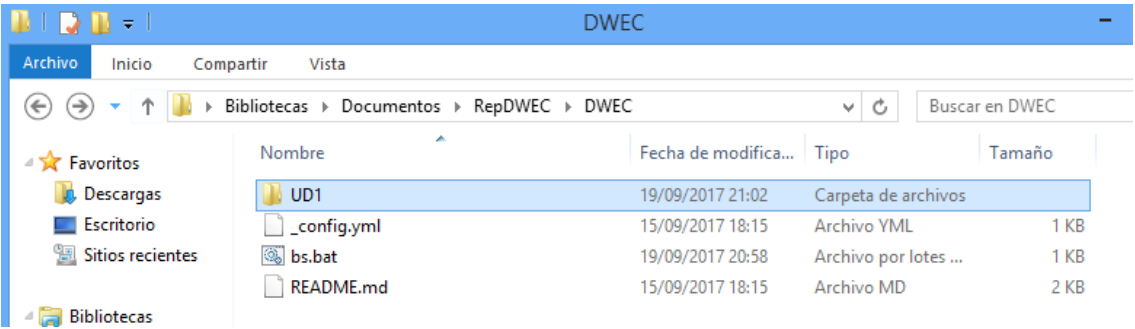 DWEC
Archivo Inicio Compartir Vista
Bibliotecas Documentos RepDWEC DWEC Buscar en DWEC
Nombre Fecha de modifica... Tipo Tamaño
Favoritos
Descargas UD1 19/09/2017 21:02 Carpeta de archivos
Escritorio _config.yml 15/09/2017 18:15 Archivo YML 1 KB
Sitios recientes bs.bat 19/09/2017 20:58 Archivo por lotes ... 1 KB
README.md 15/09/2017 18:15 Archivo MD 2 KB
Bibliotecas